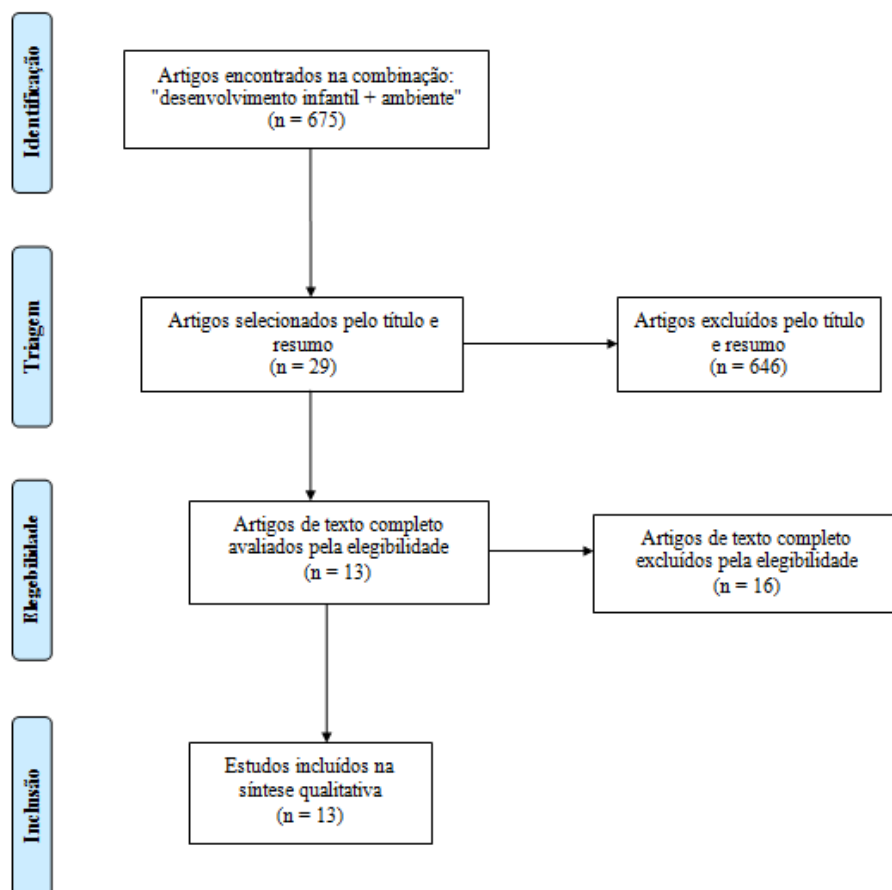 Identificação
Artigos encontrados na combinação:
"desenvolvimento infantil + ambiente"
(n = 675)
Triagem
Artigos selecionados pelo título e
resumo
(n = 29)
Artigos excluídos pelo título
e resumo
(n = 646)
Elegebilidade
Artigos de texto completo
avaliados pela elegibilidade
(n = 13)
Artigos de texto completo
excluídos pela elegibilidade
(n = 16)
Inclusão
Estudos incluídos na
síntese qualitativa
(n = 13)